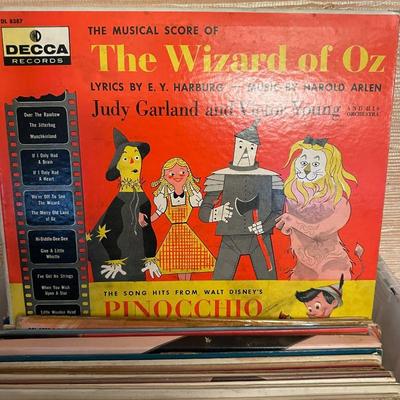 DL 8387
DECCA
RECORDS
THE MUSICAL SCORE OF
The Wizard of Oz
LYRICS BY E. Y. HARBURG / MUSIC BY HAROLD ARLEN
Judy Garland and Victor Young AND HIS
ORCHESTRA
Over The Rainbow
The Jitterbug
Munchkinland
If I Only Had
A Brain
If I Only Had
A Heart
We're Off To See
The Wizard
The Merry Old Land
of Oz
Hi-Diddle-Dee-Dee
Give A Little
Whistle
I've Got No Strings
When You Wish
Upon A Star
Little Wooden Head
THE SONG HITS FROM WALT DISNEY'S
PINOCCHIO